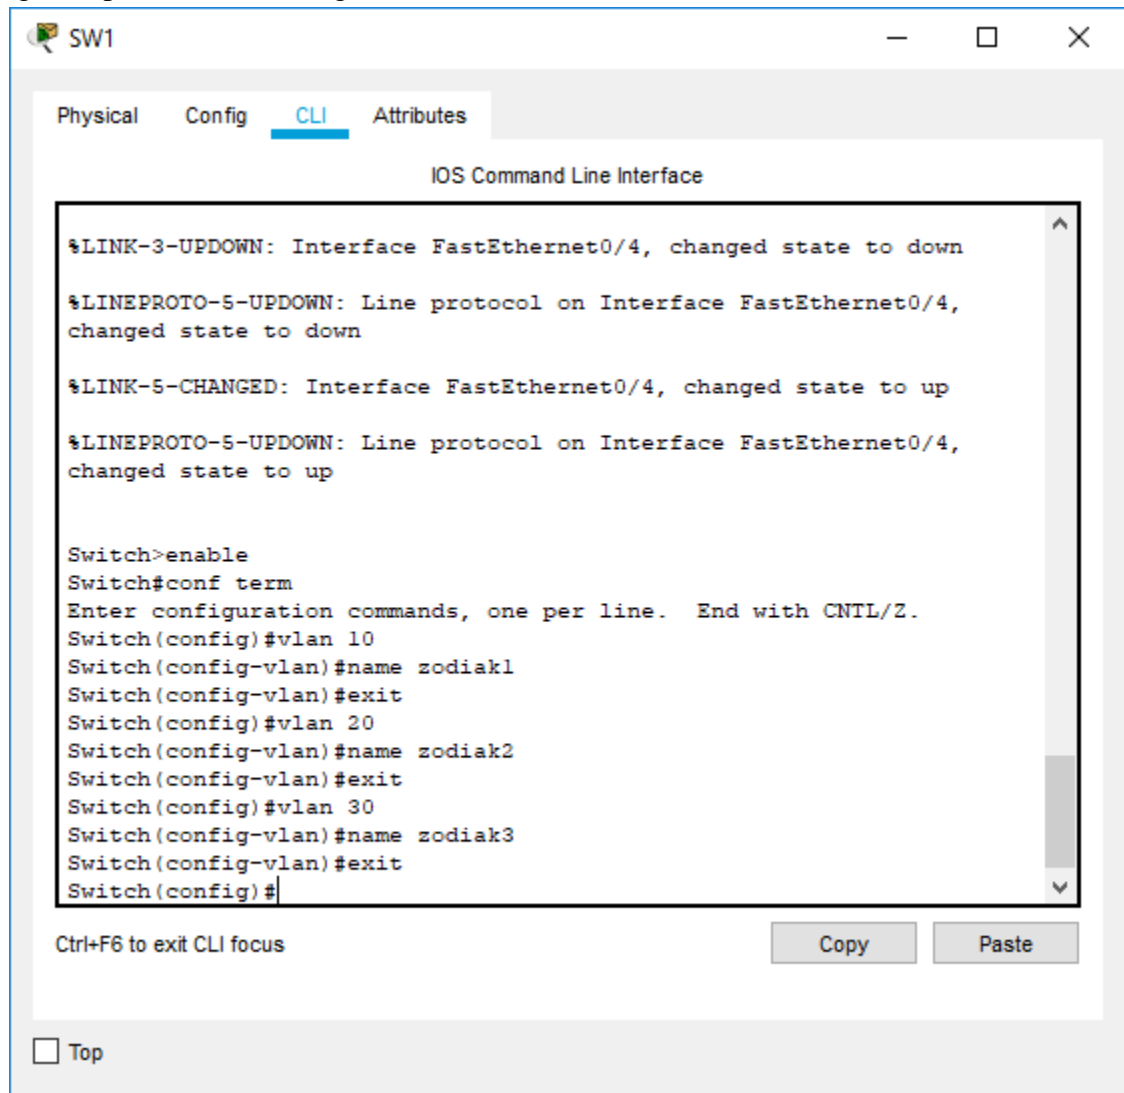 SW1
Physical Config CLI Attributes
IOS Command Line Interface
%LINK-3-UPDOWN: Interface FastEthernet0/4, changed state to down
%LINEPROTO-5-UPDOWN: Line protocol on Interface FastEthernet0/4,
changed state to down
%LINK-5-CHANGED: Interface FastEthernet0/4, changed state to up
%LINEPROTO-5-UPDOWN: Line protocol on Interface FastEthernet0/4,
changed state to up
Switch>enable
Switch#conf term
Enter configuration commands, one per line.  End with CNTL/Z.
Switch(config)#vlan 10
Switch(config-vlan)#name zodiak1
Switch(config-vlan)#exit
Switch(config)#vlan 20
Switch(config-vlan)#name zodiak2
Switch(config-vlan)#exit
Switch(config)#vlan 30
Switch(config-vlan)#name zodiak3
Switch(config-vlan)#exit
Switch(config)#
Ctrl+F6 to exit CLI focus
Copy Paste
Top